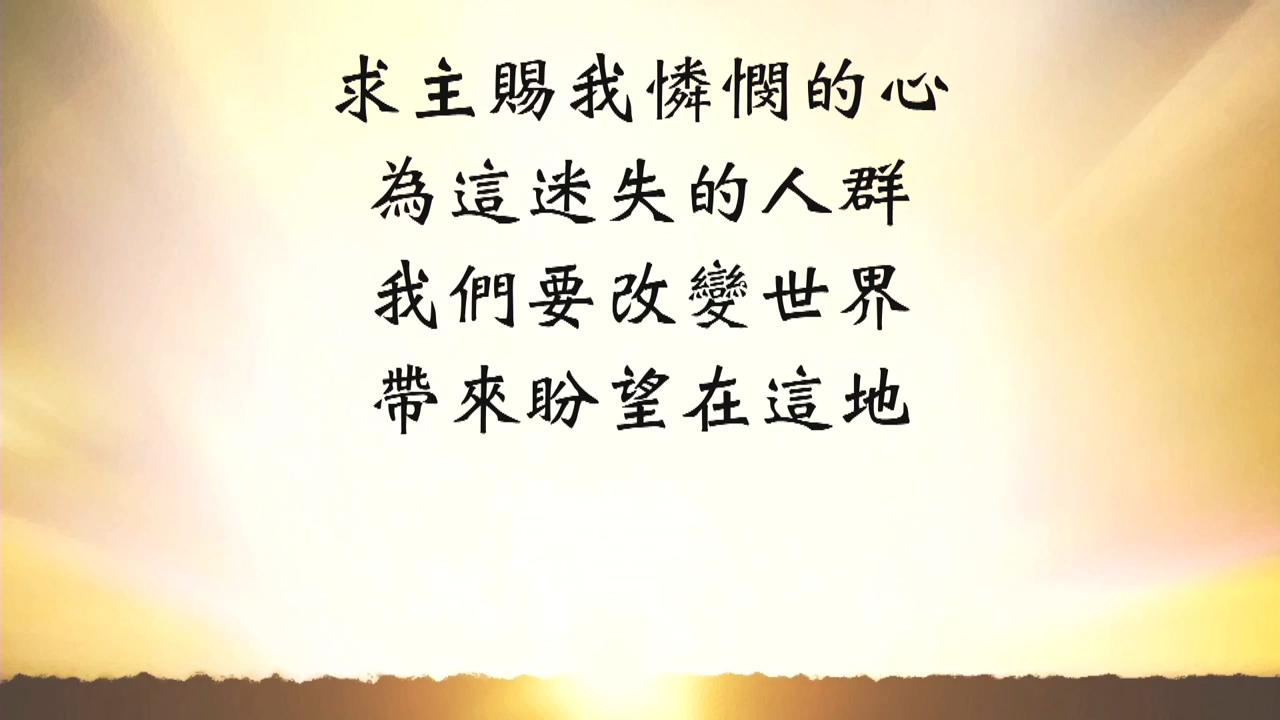 求主賜我憐憫的心
為這迷失的人群
我們要改變世界
帶來盼望在這地